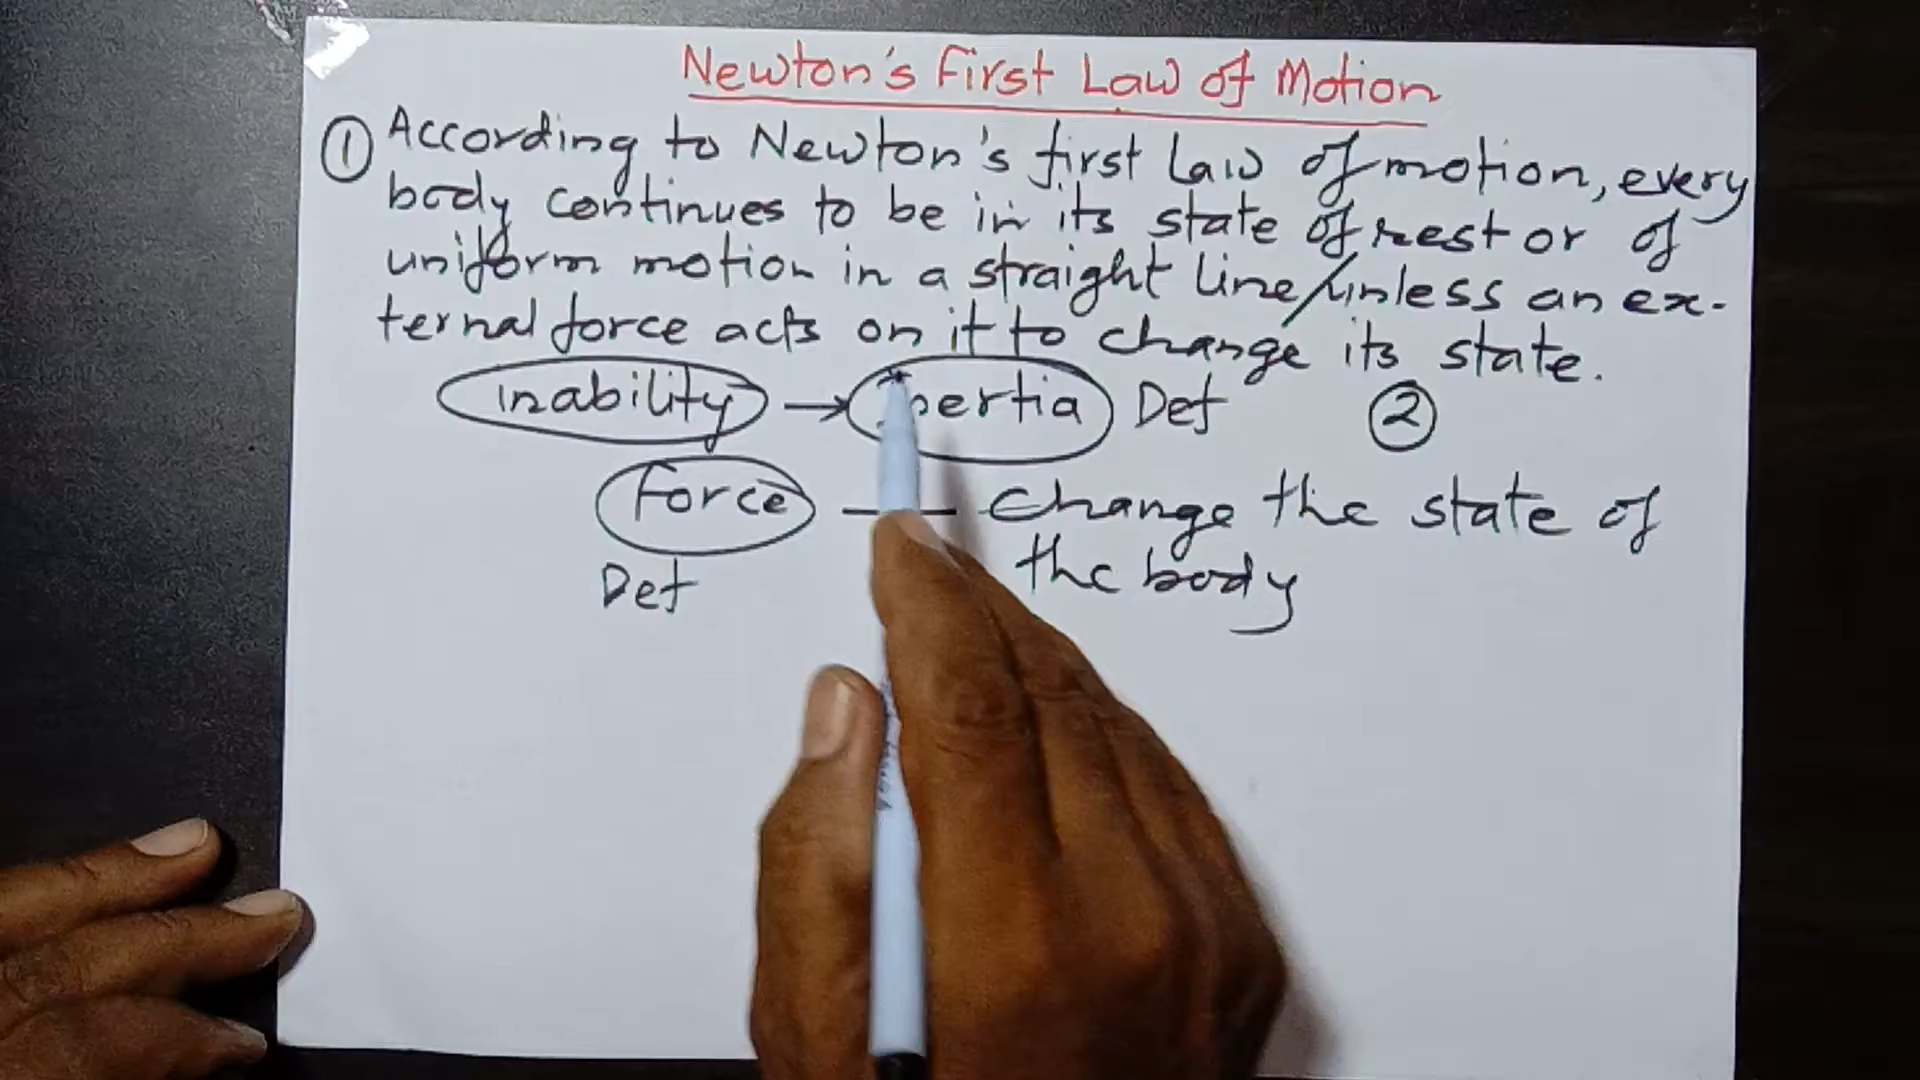 Newton's First Law of Motion
① According to Newton's first law of motion, every
body continues to be in its state of rest or of
uniform motion in a straight line/unless an ex-
ternal force acts on it to change its state.
inability → Inertia Def ②
Force — change the state of
Def the body